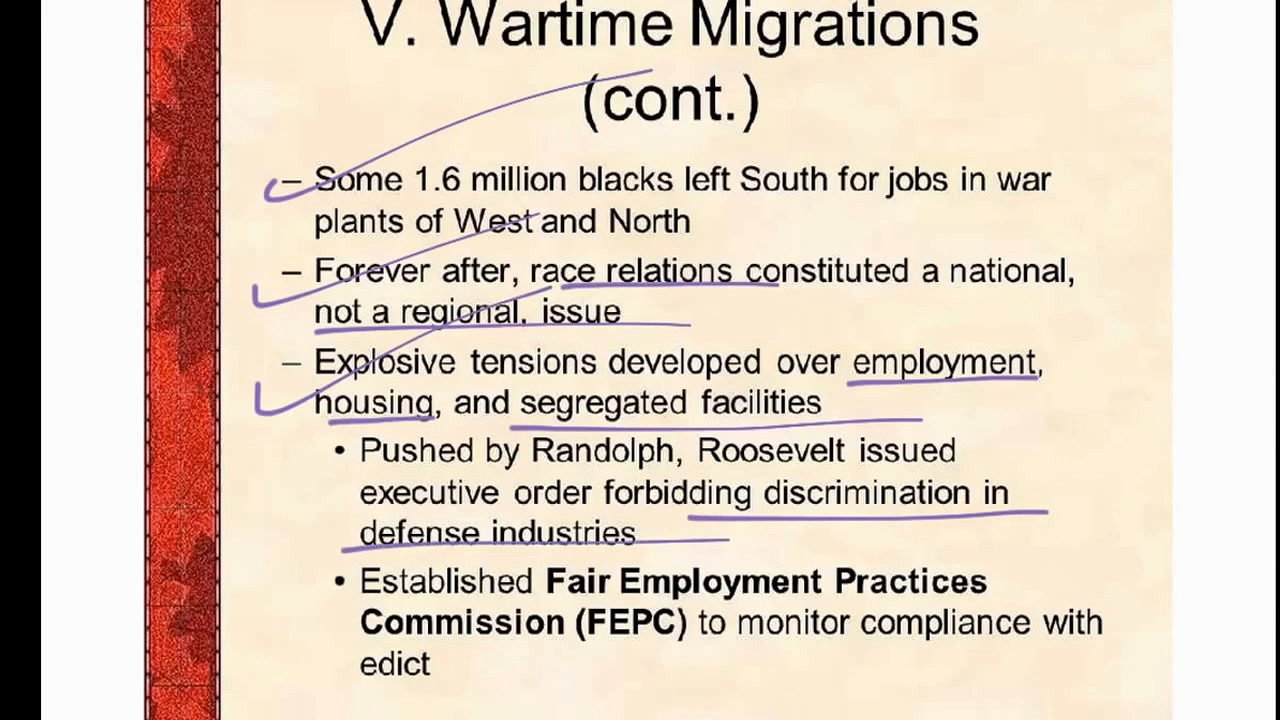 V. Wartime Migrations
(cont.)
– Some 1.6 million blacks left South for jobs in war
plants of West and North
– Forever after, race relations constituted a national,
not a regional, issue
– Explosive tensions developed over employment,
housing, and segregated facilities
• Pushed by Randolph, Roosevelt issued
executive order forbidding discrimination in
defense industries
• Established Fair Employment Practices
Commission (FEPC) to monitor compliance with
edict